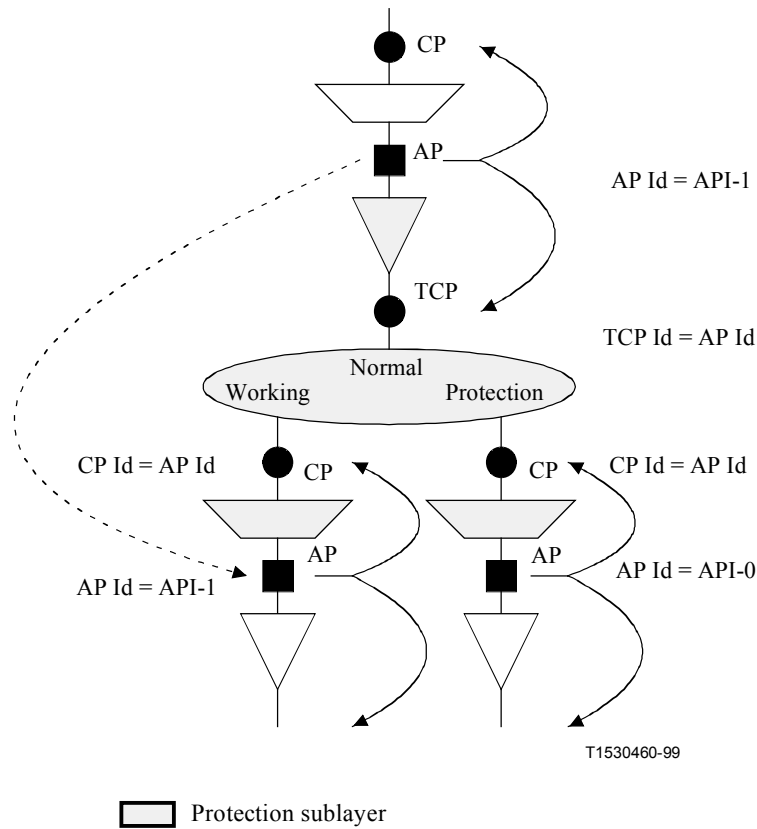 CP
AP
AP Id = API-1
TCP
TCP Id = AP Id
Normal
Working
Protection
CP Id = AP Id
CP
CP
CP Id = AP Id
AP
AP
AP Id = API-1
AP Id = API-0
T1530460-99
Protection sublayer